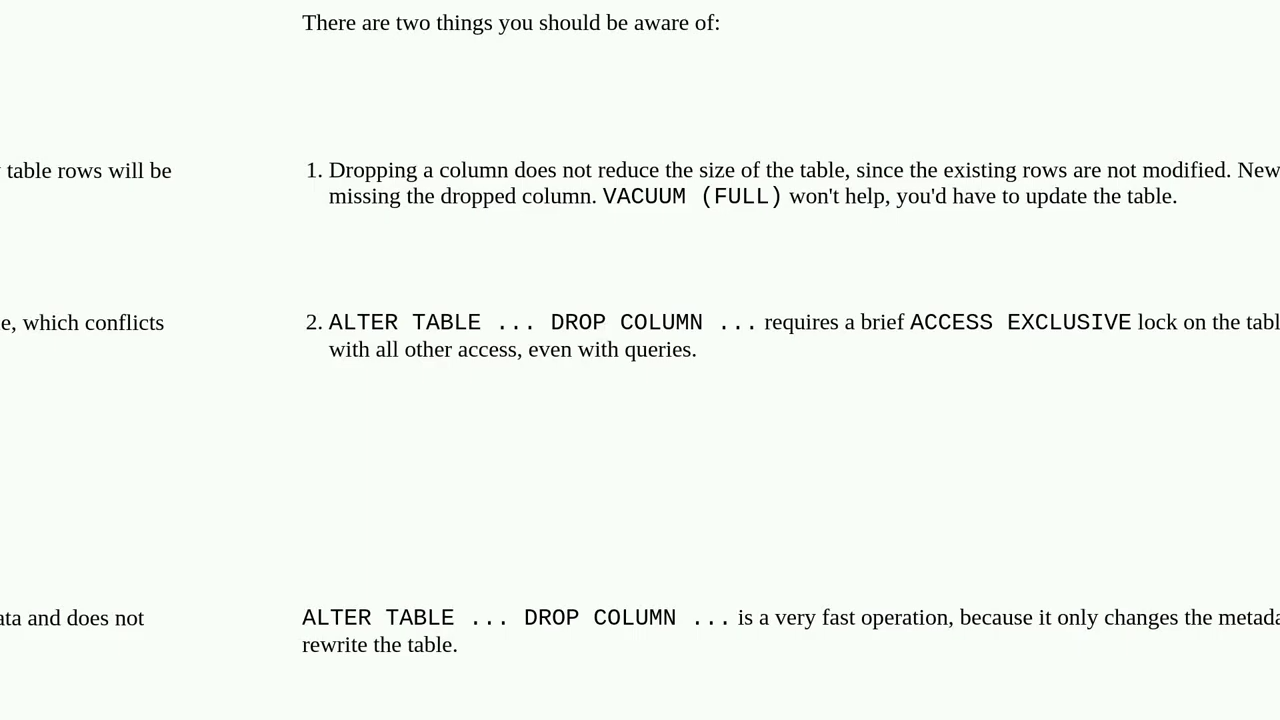 There are two things you should be aware of:
table rows will be
1. Dropping a column does not reduce the size of the table, since the existing rows are not modified. New
missing the dropped column. VACUUM (FULL) won't help, you'd have to update the table.
e, which conflicts
2. ALTER TABLE ... DROP COLUMN ... requires a brief ACCESS EXCLUSIVE lock on the tabl
with all other access, even with queries.
ata and does not
ALTER TABLE ... DROP COLUMN ... is a very fast operation, because it only changes the metada
rewrite the table.